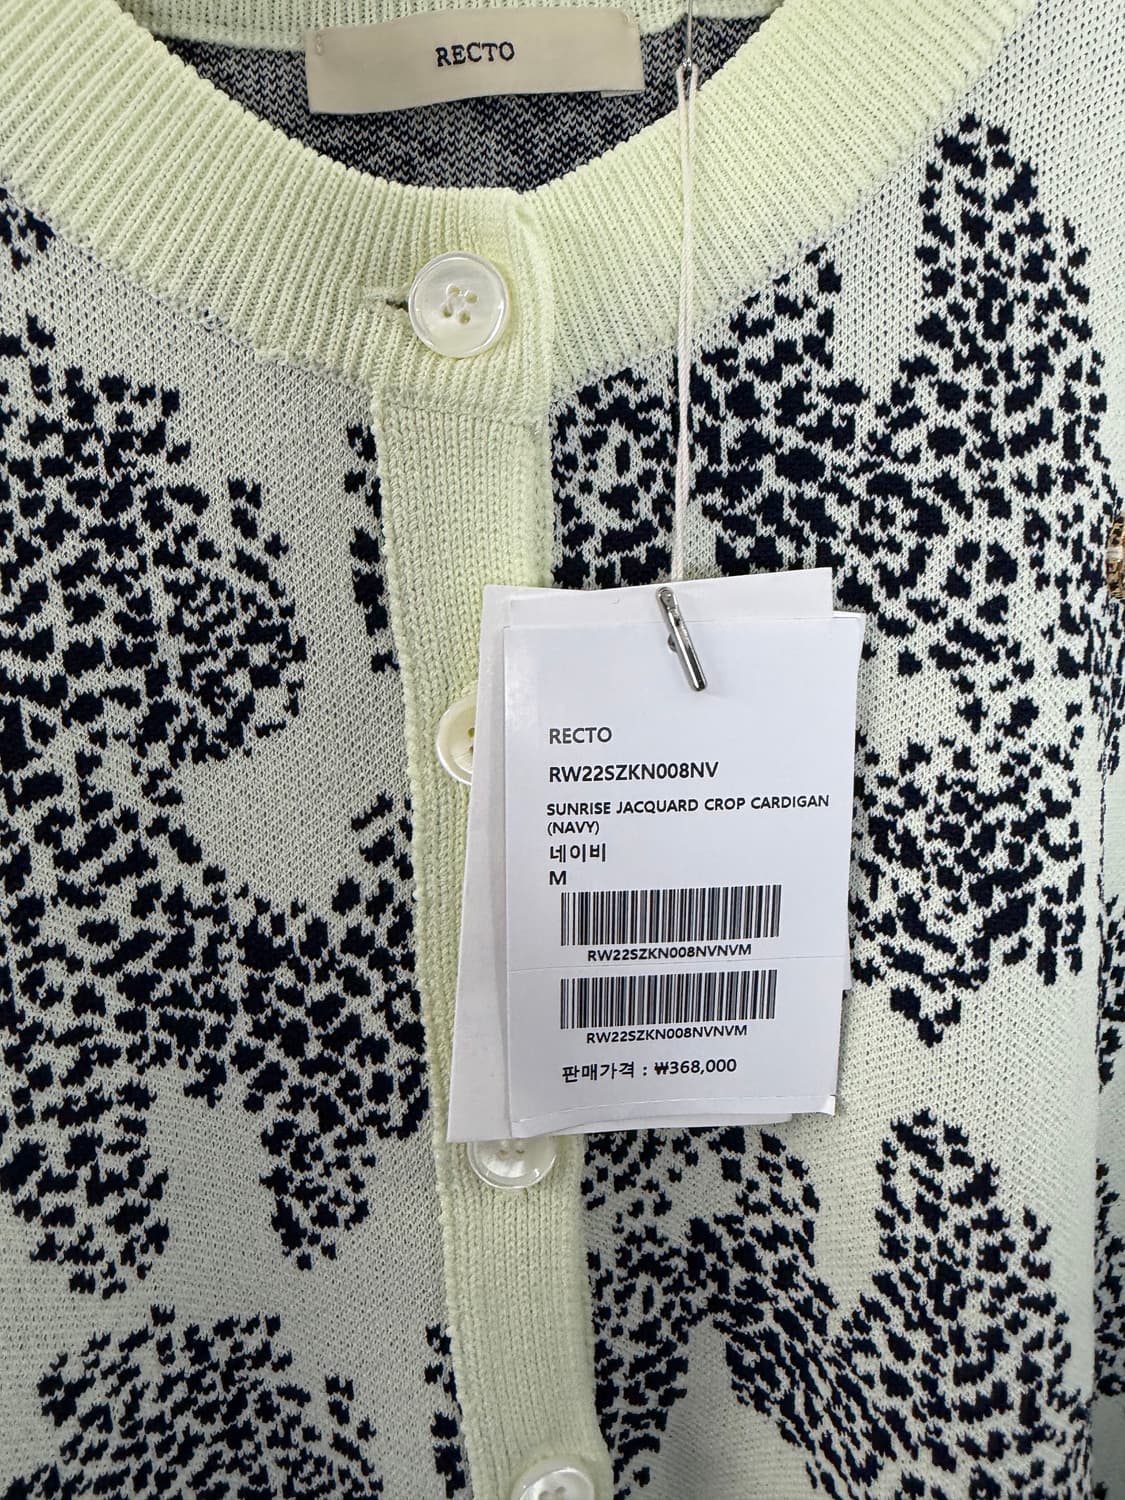 RECTO
RECTO
RW22SZKN008NV
SUNRISE JACQUARD CROP CARDIGAN
(NAVY)
네이비
M
RW22SZKN008NVNVM
RW22SZKN008NVNVM
판매가격 : ₩368,000